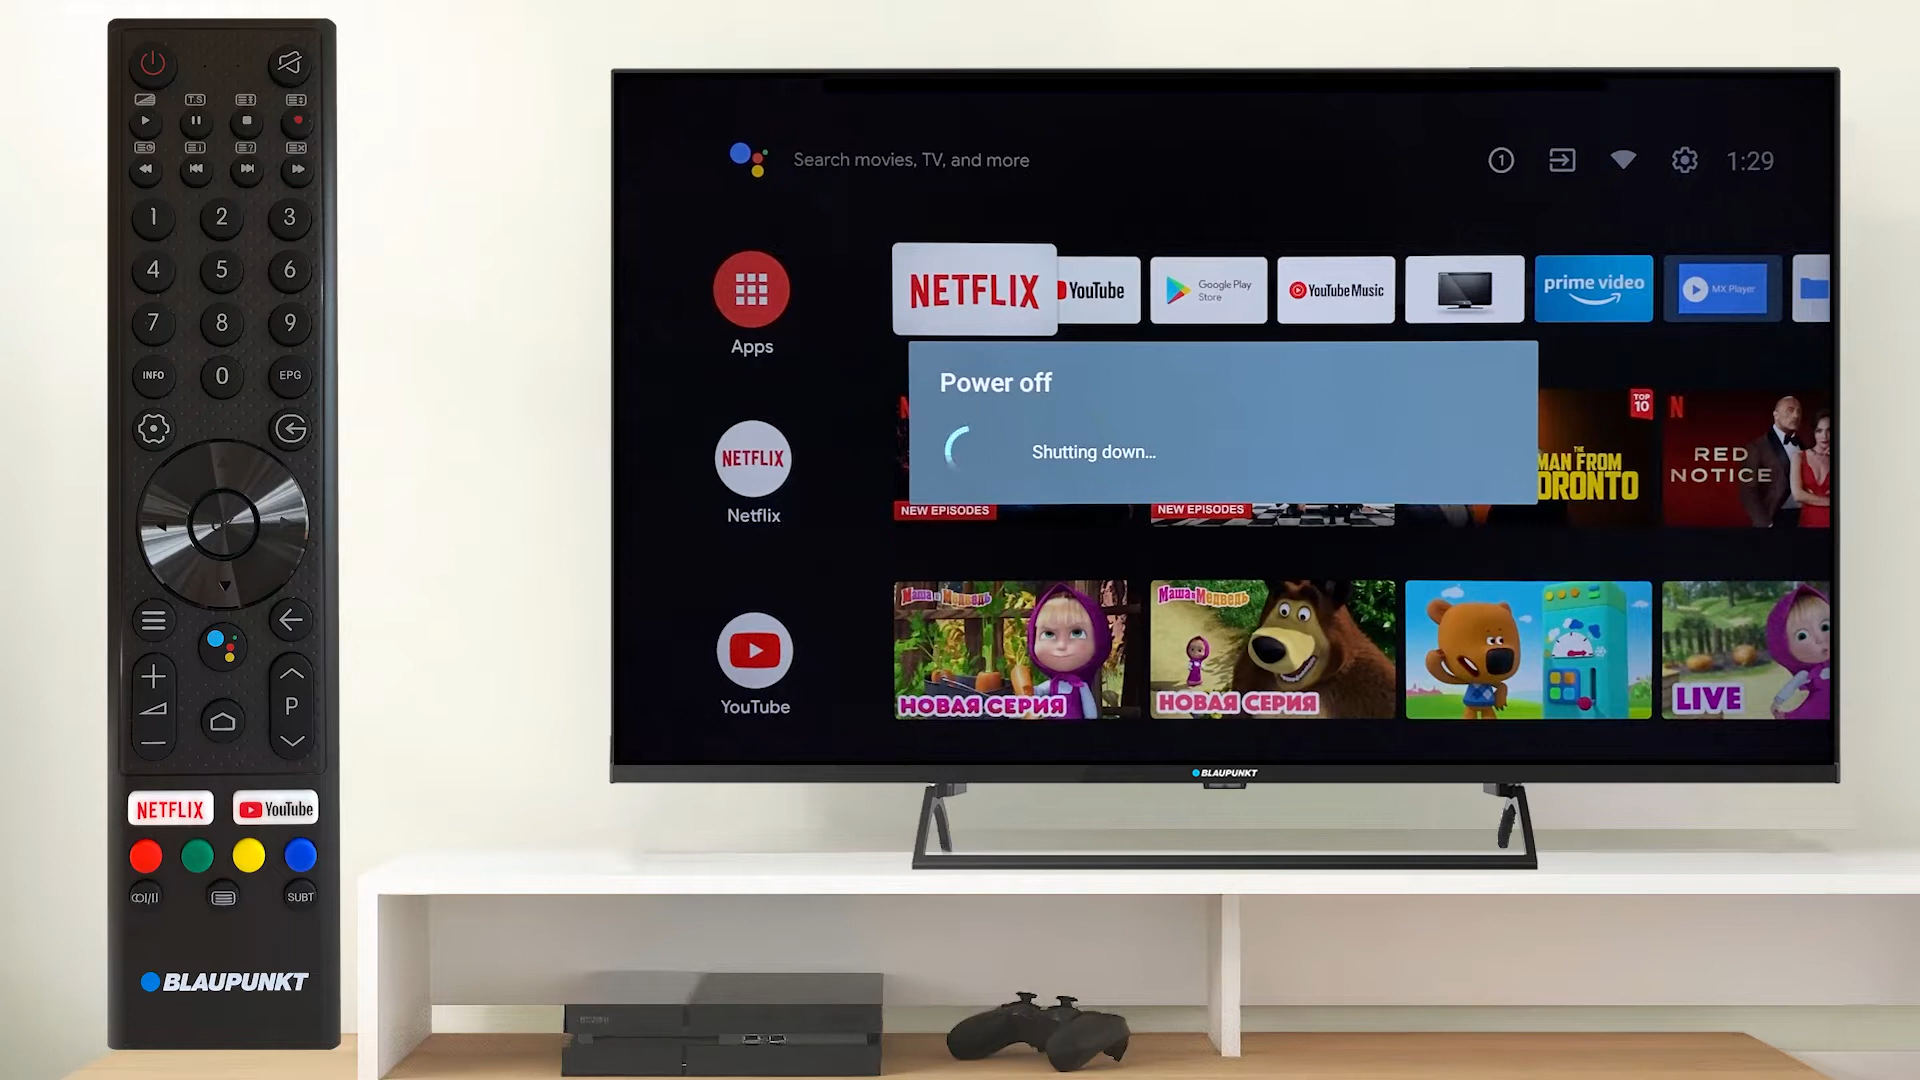 T.S
1
2
3
4
5
6
7
8
9
INFO
0
EPG
P
NETFLIX
YouTube
I/II
SUBT
BLAUPUNKT
Search movies, TV, and more
1
1:29
Apps
NETFLIX
YouTube
Google Play
Store
YouTube Music
prime video
MX Player
Power off
Shutting down...
NETFLIX
Netflix
NEW EPISODES
NEW EPISODES
TOP
10
THE
MAN FROM
TORONTO
N
RED
NOTICE
YouTube
Маша и Медведь
НОВАЯ СЕРИЯ
Маша и Медведь
НОВАЯ СЕРИЯ
LIVE
BLAUPUNKT